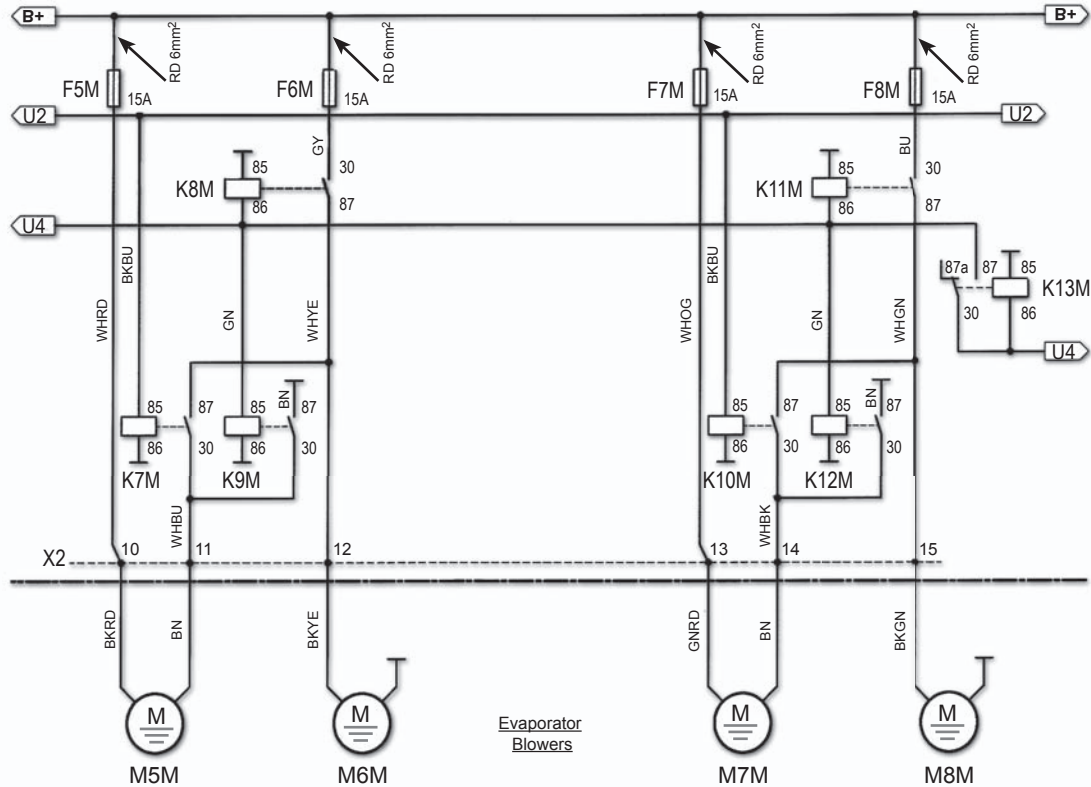 B+ B+
RD 6mm² RD 6mm² RD 6mm² RD 6mm²
F5M 15A F6M 15A F7M 15A F8M 15A
U2 U2
GY BU
85 30 85 30
K8M K11M
86 87 86 87
U4
BKBU BKBU
87a 87 85
K13M
WHRD GN WHYE WHOG GN WHGN
30 86
U4
BN BN
85 87 85 87 85 87 85 87
86 30 86 30 86 30 86 30
K7M K9M K10M K12M
WHBU WHBK
X2 10 11 12 13 14 15
BKRD BN BKYE GNRD BN BKGN
M M M M
Evaporator
Blowers
M5M M6M M7M M8M